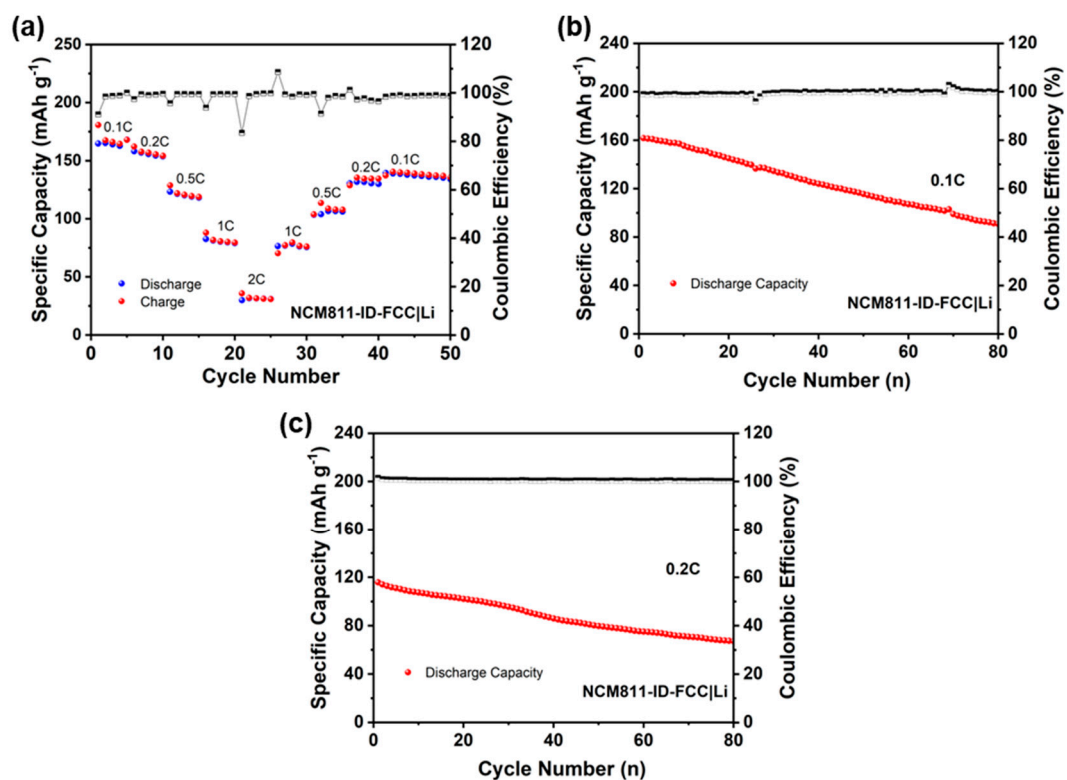 (a)
Specific Capacity (mAh g⁻¹)
250
200
150
100
50
0
0.1C
0.2C
0.5C
1C
2C
1C
0.5C
0.2C
0.1C
Discharge
Charge
NCM811-ID-FCC|Li
120
100
80
60
40
20
0
Coulombic Efficiency (%)
0 10 20 30 40 50
Cycle Number
(b)
Specific Capacity (mAh g⁻¹)
240
200
160
120
80
40
0
0.1C
Discharge Capacity
NCM811-ID-FCC|Li
120
100
80
60
40
20
0
Coulombic Efficiency (%)
0 20 40 60 80
Cycle Number (n)
(c)
Specific Capacity (mAh g⁻¹)
240
200
160
120
80
40
0
0.2C
Discharge Capacity
NCM811-ID-FCC|Li
120
100
80
60
40
20
0
Coulombic Efficiency (%)
0 20 40 60 80
Cycle Number (n)